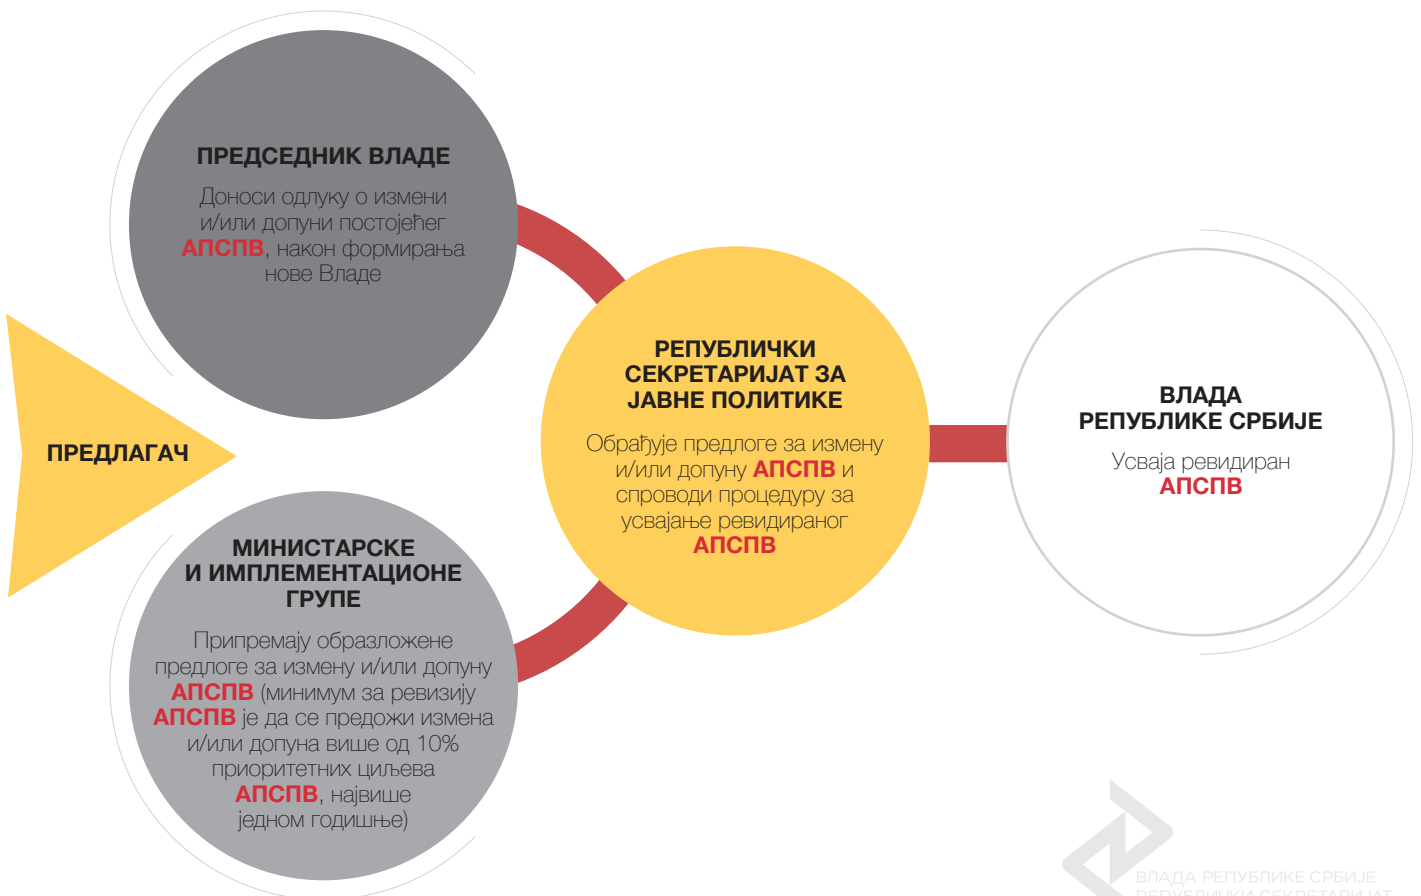 ПРЕДЛАГАЧ
ПРЕДСЕДНИК ВЛАДЕ
Доноси одлуку о измени
и/или допуни постојећег
АПСПВ, након формирања
нове Владе
МИНИСТАРСКЕ
И ИМПЛЕМЕНТАЦИОНЕ
ГРУПЕ
Припремају образложене
предлоге за измену и/или допуну
АПСПВ (минимум за ревизију
АПСПВ је да се предожи измена
и/или допуна више од 10%
приоритетних циљева
АПСПВ, највише
једном годишње)
РЕПУБЛИЧКИ
СЕКРЕТАРИЈАТ ЗА
ЈАВНЕ ПОЛИТИКЕ
Обрађује предлоге за измену
и/или допуну АПСПВ и
спроводи процедуру за
усвајање ревидираног
АПСПВ
ВЛАДА
РЕПУБЛИКЕ СРБИЈЕ
Усваја ревидиран
АПСПВ
ВЛАДА РЕПУБЛИКЕ СРБИЈЕ
РЕПУБЛИЧКИ СЕКРЕТАРИЈАТ